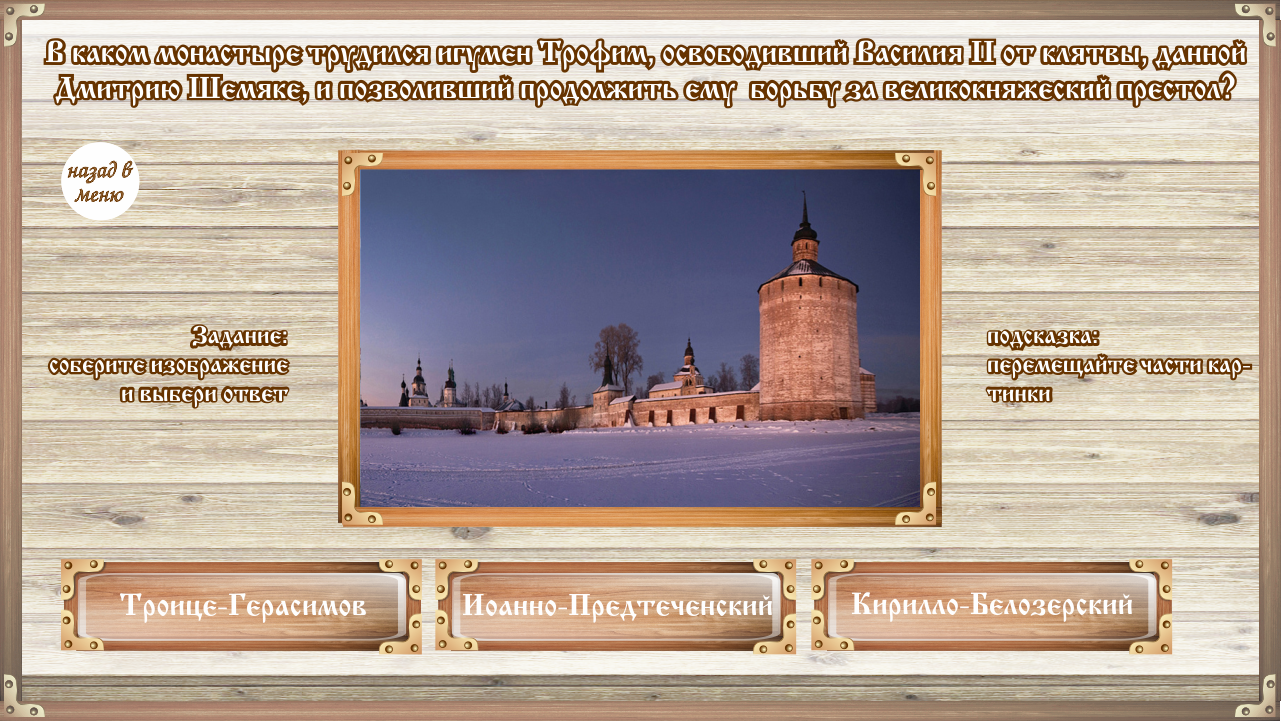 В каком монастыре трудился игумен Трофим, освободивший Василия II от клятвы, данной
Дмитрию Шемяке, и позволивший продолжить ему борьбу за великокняжеский престол?
назад в
меню
Задание:
соберите изображение
и выбери ответ
подсказка:
перемещайте части кар-
тинки
Троице-Герасимов
Иоанно-Предтеченский
Кирилло-Белозерский